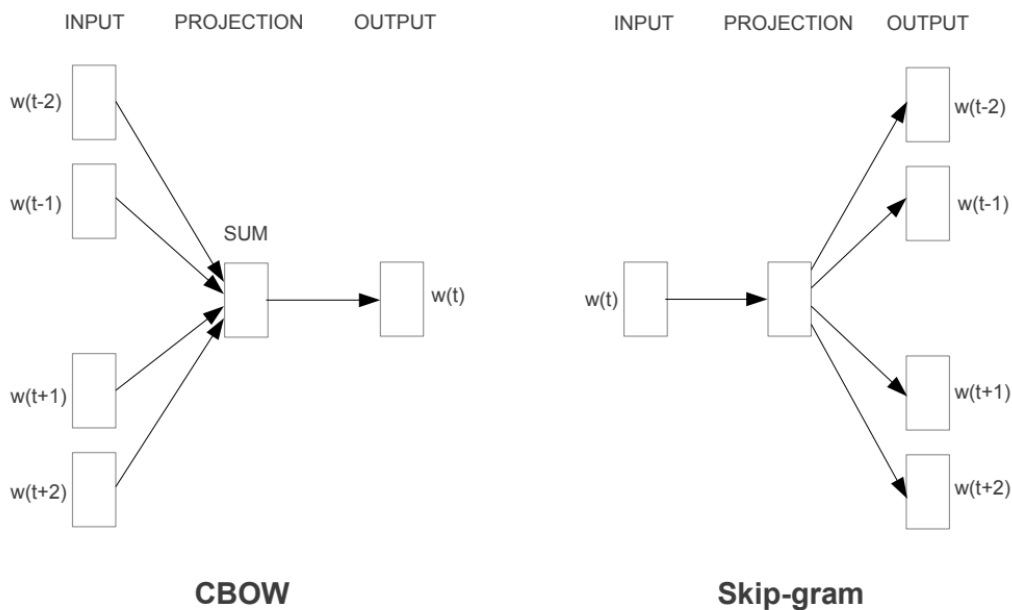 INPUT PROJECTION OUTPUT
w(t-2)
w(t-1)
SUM
w(t)
w(t+1)
w(t+2)
CBOW
INPUT PROJECTION OUTPUT
w(t-2)
w(t-1)
w(t)
w(t+1)
w(t+2)
Skip-gram